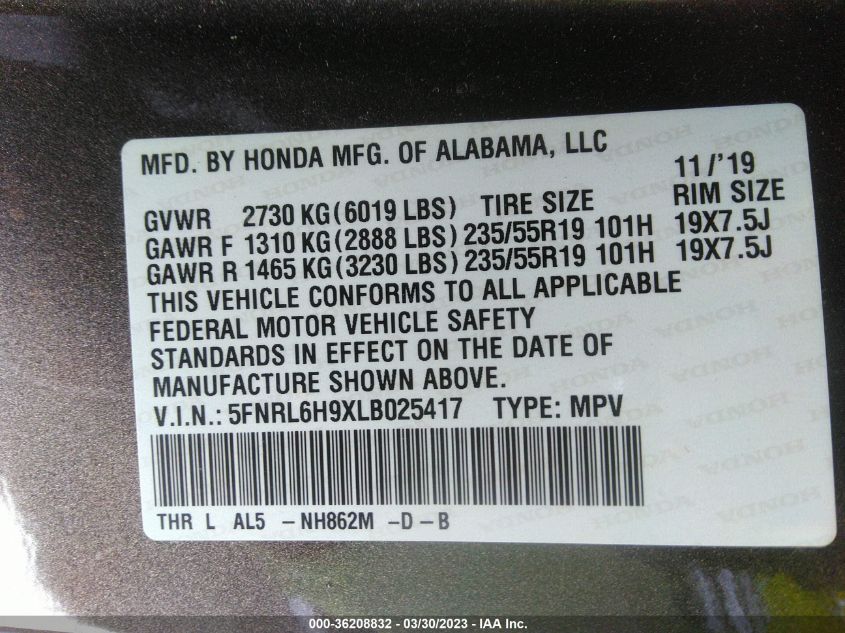 MFD. BY HONDA MFG. OF ALABAMA, LLC
11/'19
GVWR 2730 KG(6019 LBS) TIRE SIZE RIM SIZE
GAWR F 1310 KG(2888 LBS) 235/55R19 101H 19X7.5J
GAWR R 1465 KG(3230 LBS) 235/55R19 101H 19X7.5J
THIS VEHICLE CONFORMS TO ALL APPLICABLE
FEDERAL MOTOR VEHICLE SAFETY
STANDARDS IN EFFECT ON THE DATE OF
MANUFACTURE SHOWN ABOVE.
V.I.N.: 5FNRL6H9XLB025417 TYPE: MPV
THR L AL5 -NH862M -D-B
000-36208832 - 03/30/2023 - IAA Inc.